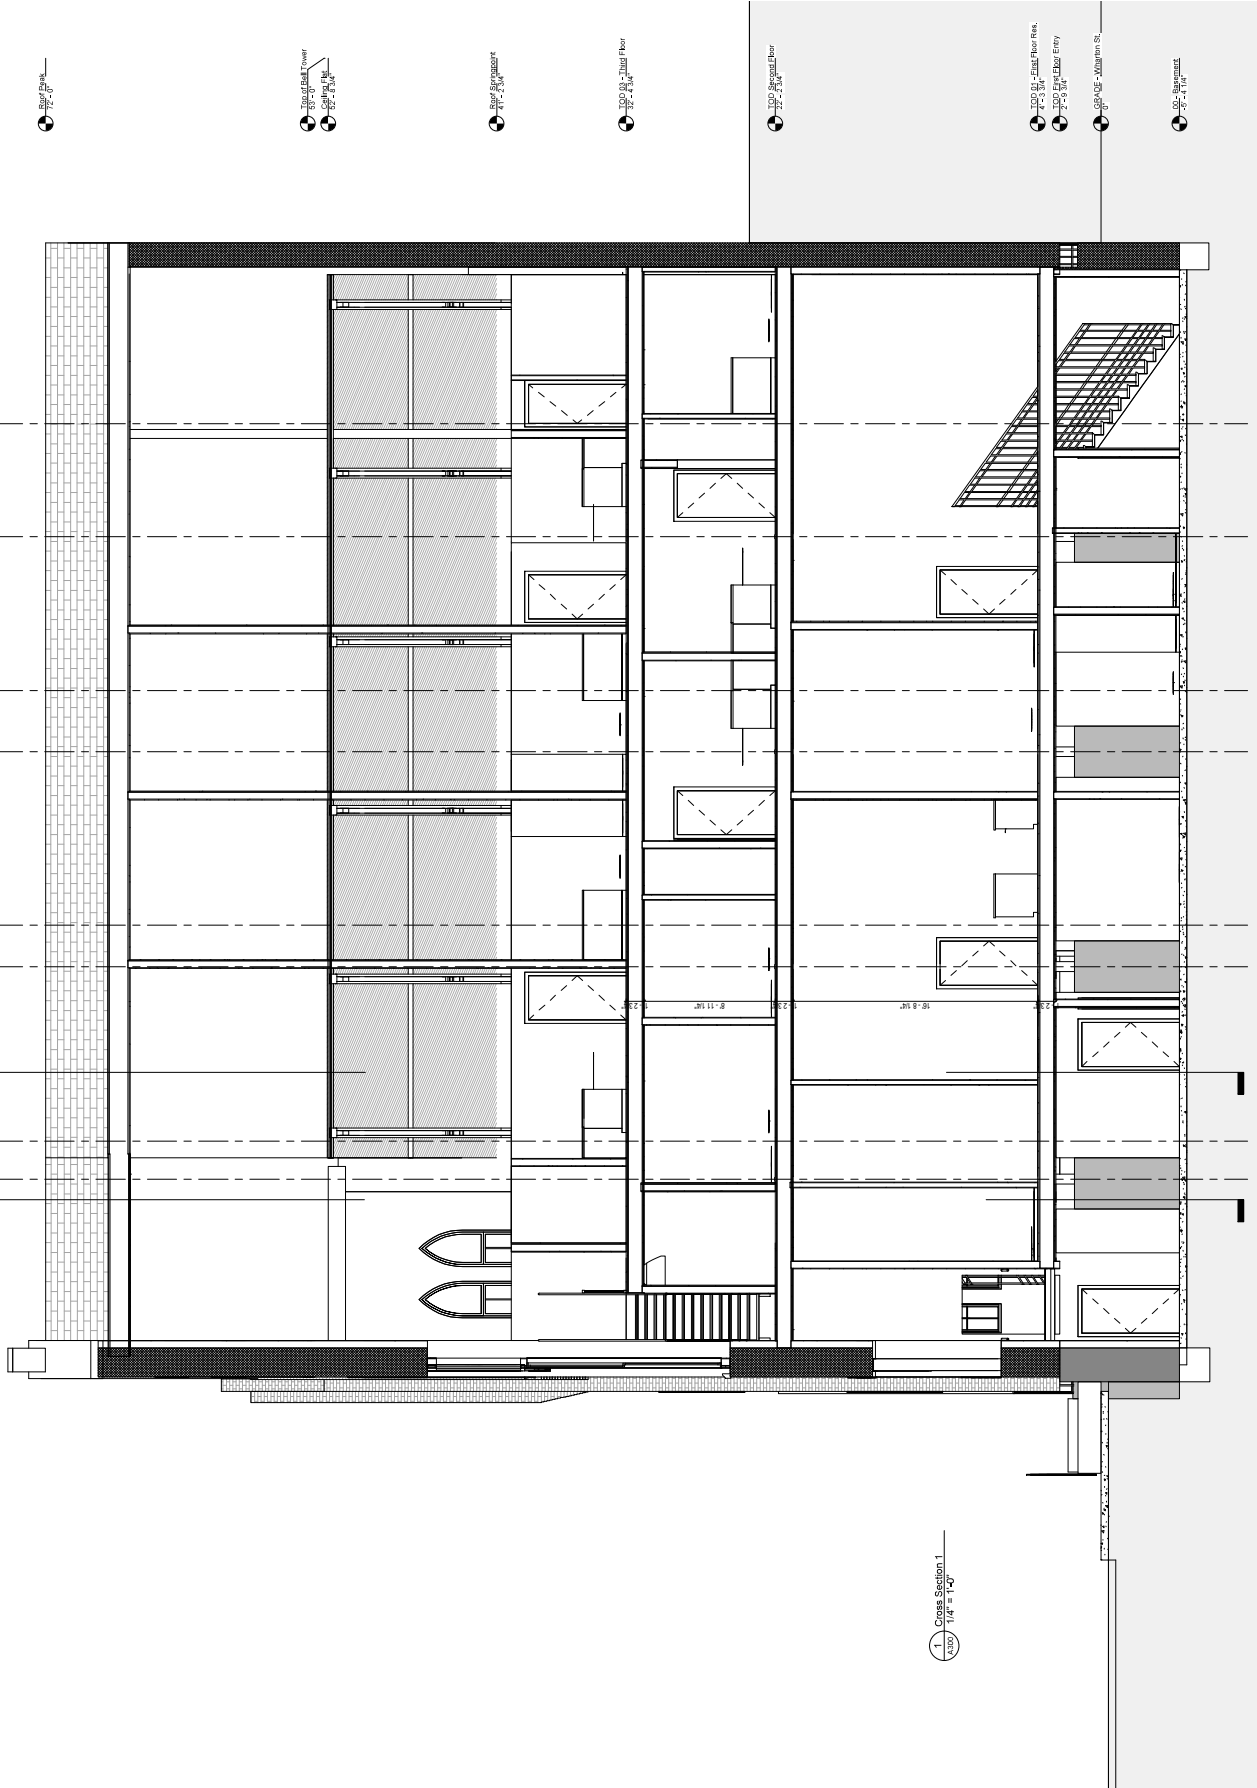 Roof Peak
72' - 0"
Top of Bell Tower
53' - 0"
Ceiling Flat
52' - 8 3/4"
Roof Springpoint
41' - 2 3/4"
TOD 03 - Third Floor
32' - 4 3/4"
TOD Second Floor
22' - 2 3/4"
TOD 01 - First Floor Res.
4' - 3 3/4"
TOD First Floor Entry
2' - 9 3/4"
GRADE - Wharton St.
0"
00 - Basement
-5' - 4 1/4"
8' - 11 1/4"
16' - 8 1/4"
1
A300
Cross Section 1
1/4" = 1'-0"